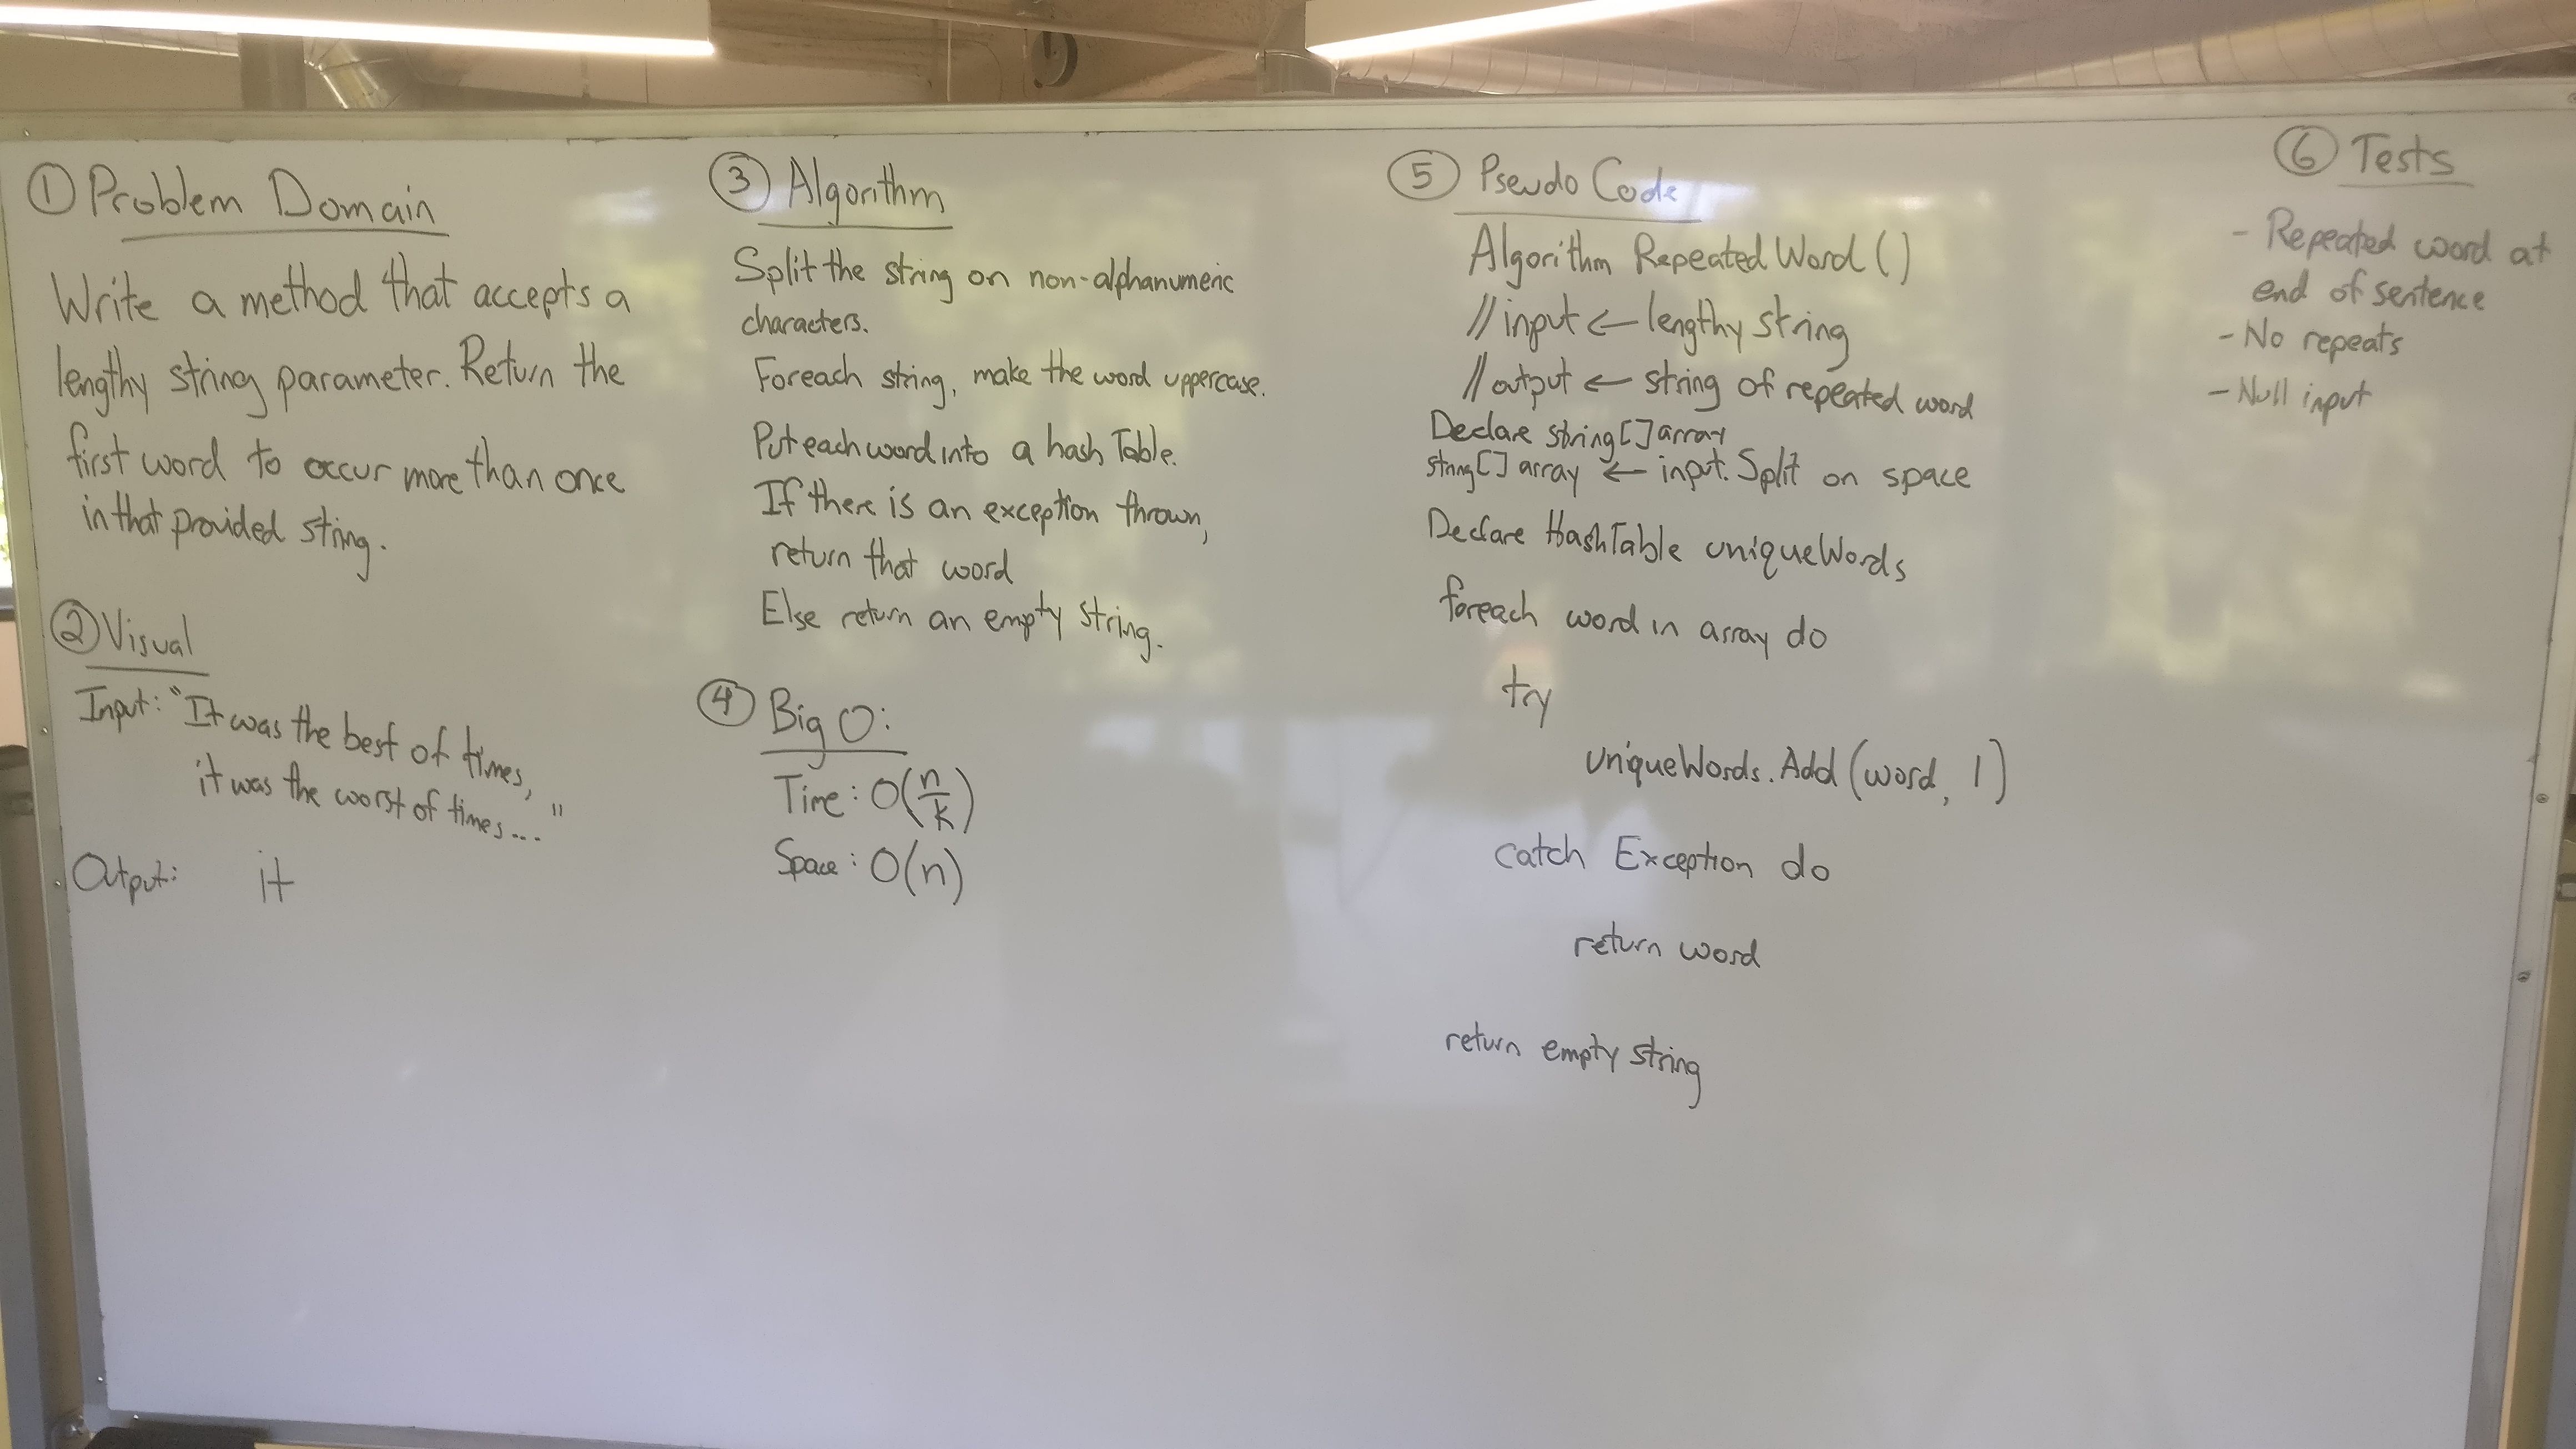 ① Problem Domain
Write a method that accepts a
lengthy string parameter. Return the
first word to occur more than once
in that provided string.
② Visual
Input: "It was the best of times,
it was the worst of times..."
Output: it
③ Algorithm
Split the string on non-alphanumeric
characters.
Foreach string, make the word uppercase.
Put each word into a hash Table.
If there is an exception thrown,
return that word
Else return an empty string.
④ Big O:
Time: O(n/k)
Space: O(n)
⑤ Pseudo Code
Algorithm RepeatedWord()
//input ← lengthy string
//output ← string of repeated word
Declare string[] array
string[] array ← input.Split on space
Declare HashTable uniqueWords
foreach word in array do
try
uniqueWords.Add(word, 1)
catch Exception do
return word
return empty string
⑥ Tests
- Repeated word at
end of sentence
- No repeats
- Null input